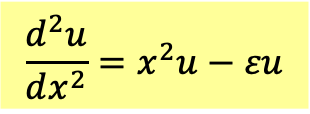 d²u/dx² = x²u − εu